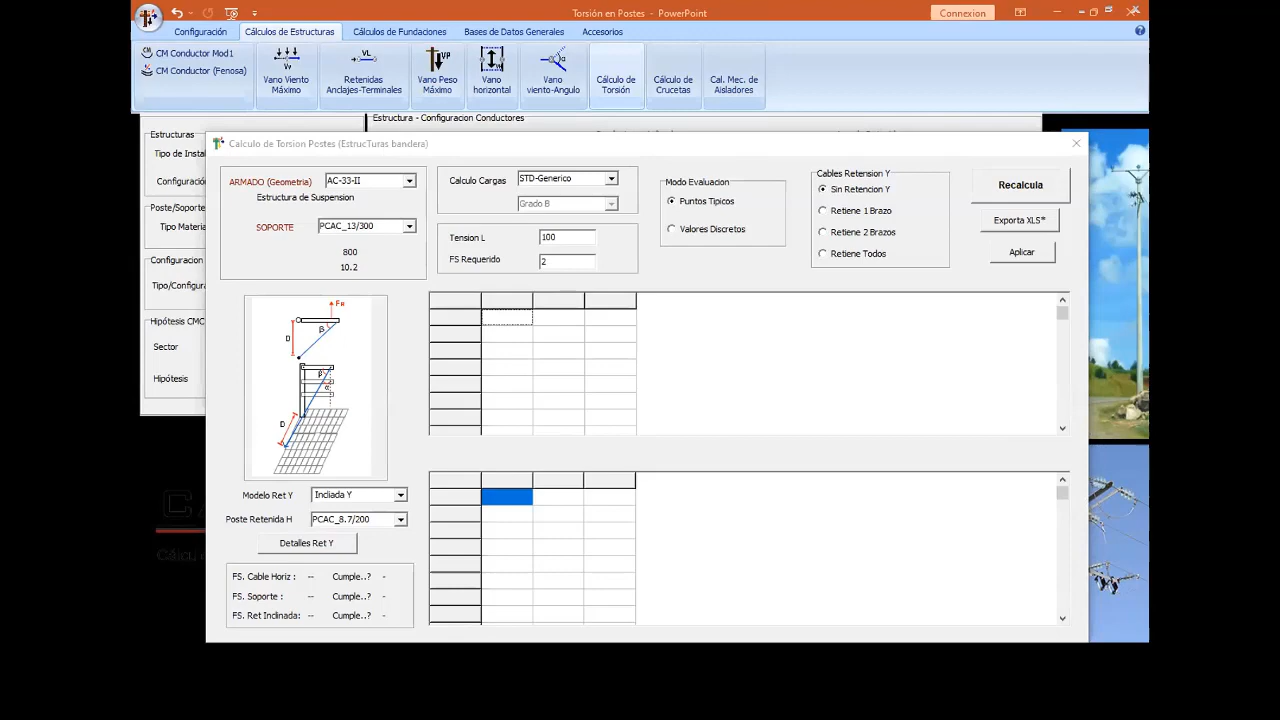 Torsión en Postes - PowerPoint
Connexion
Configuración
Cálculos de Estructuras
Cálculos de Fundaciones
Bases de Datos Generales
Accesorios
CM Conductor Mod1
CM Conductor (Fenosa)
Vano Viento
Máximo
Retenidas
Anclajes-Terminales
Vano Peso
Máximo
Vano
horizontal
Vano
viento-Angulo
Cálculo de
Torsión
Cálculo de
Crucetas
Cal. Mec. de
Aisladores
Estructura - Configuracion Conductores
Estructuras
Tipo de Instal
Configuració
Poste/Soporte
Tipo Material
Configuracion
Tipo/Configura
Hipótesis CMC
Sector
Hipótesis
Calculo de Torsion Postes (EstrucTuras bandera)
ARMADO (Geometria)
AC-33-II
Estructura de Suspension
SOPORTE
PCAC_13/300
800
10.2
Calculo Cargas
STD-Generico
Grado B
Tension L
100
FS Requerido
2
Modo Evaluacion
Puntos Tipicos
Valores Discretos
Cables Retension Y
Sin Retencion Y
Retiene 1 Brazo
Retiene 2 Brazos
Retiene Todos
Recalcula
Exporta XLS*
Aplicar
FR
β
D
β
α
D
Modelo Ret Y
Incliada Y
Poste Retenida H
PCAC_8.7/200
Detalles Ret Y
FS. Cable Horiz : -- Cumple..? -
FS. Soporte : -- Cumple..? -
FS. Ret Inclinada: -- Cumple..? -